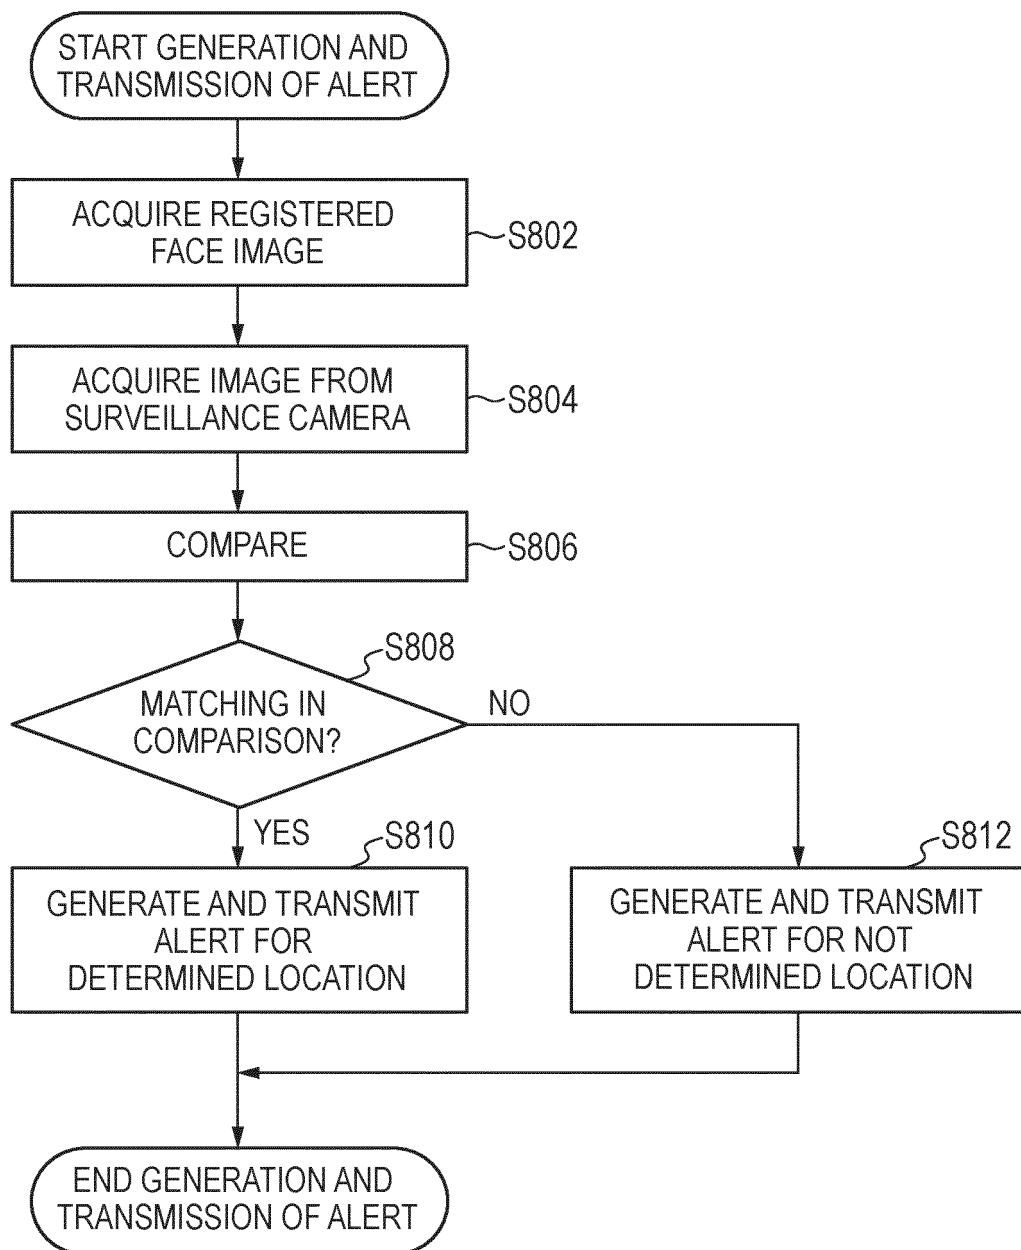 START GENERATION AND
TRANSMISSION OF ALERT
ACQUIRE REGISTERED
FACE IMAGE
S802
ACQUIRE IMAGE FROM
SURVEILLANCE CAMERA
S804
COMPARE
S806
S808
MATCHING IN
COMPARISON?
NO
YES
S810
GENERATE AND TRANSMIT
ALERT FOR
DETERMINED LOCATION
S812
GENERATE AND TRANSMIT
ALERT FOR NOT
DETERMINED LOCATION
END GENERATION AND
TRANSMISSION OF ALERT